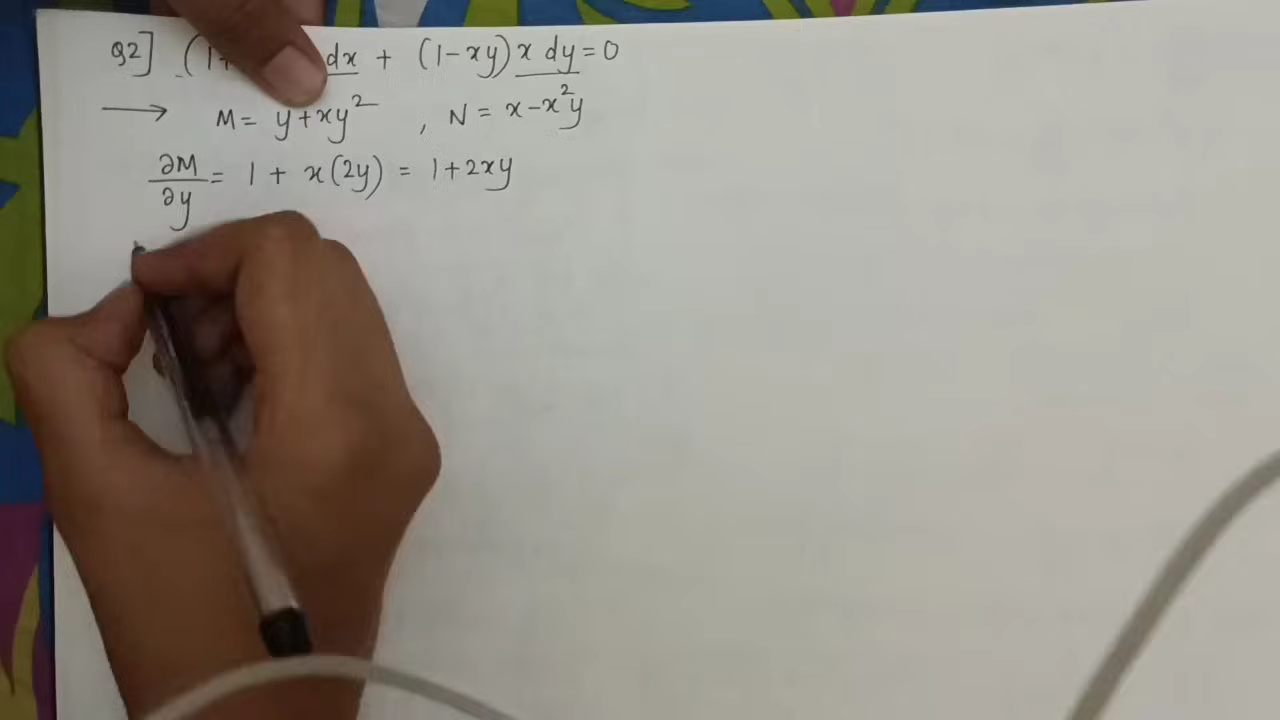 Q2] (1+ dx + (1-xy) x dy = 0
→ M = y+xy² , N = x-x²y
∂M/∂y = 1 + x(2y) = 1+2xy